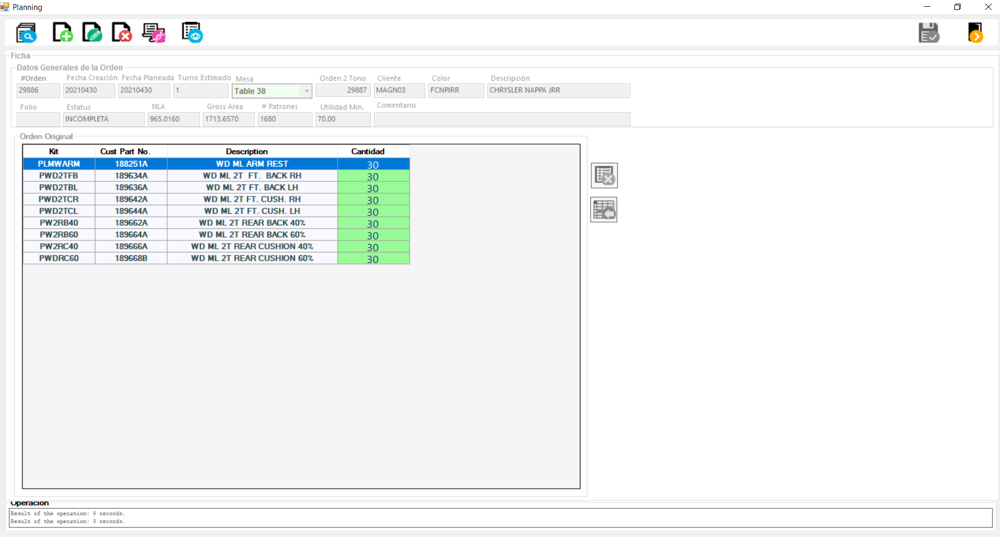 Planning
Ficha
Datos Generales de la Orden
#Orden Fecha Creación Fecha Planeada Turno Estimado Mesa Orden 2 Tono Cliente Color Descripción
29886 20210430 20210430 1 Table 38 29887 MAGN03 FCNPJRR CHRYSLER NAPPA JRR
Folio Estatus NLA Gross Area # Patrones Utilidad Min. Comentario
INCOMPLETA 965.0160 1713.6570 1680 70.00
Orden Original
Kit Cust Part No. Description Cantidad
PLMWARM 188251A WD ML ARM REST 30
PWD2TFB 189634A WD ML 2T FT. BACK RH 30
PWD2TBL 189636A WD ML 2T FT. BACK LH 30
PWD2TCR 189642A WD ML 2T FT. CUSH. RH 30
PWD2TCL 189644A WD ML 2T FT. CUSH. LH 30
PW2RB40 189662A WD ML 2T REAR BACK 40% 30
PW2RB60 189664A WD ML 2T REAR BACK 60% 30
PW2RC40 189666A WD ML 2T REAR CUSHION 40% 30
PWDRC60 189668B WD ML 2T REAR CUSHION 60% 30
Operación
Result of the operation: 9 records.
Result of the operation: 9 records.